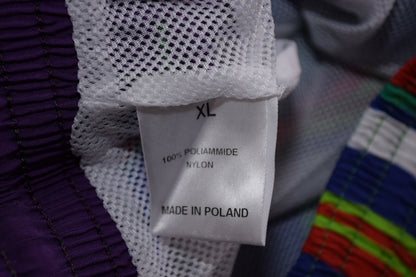 XL
100% POLIAMMIDE
NYLON
MADE IN POLAND